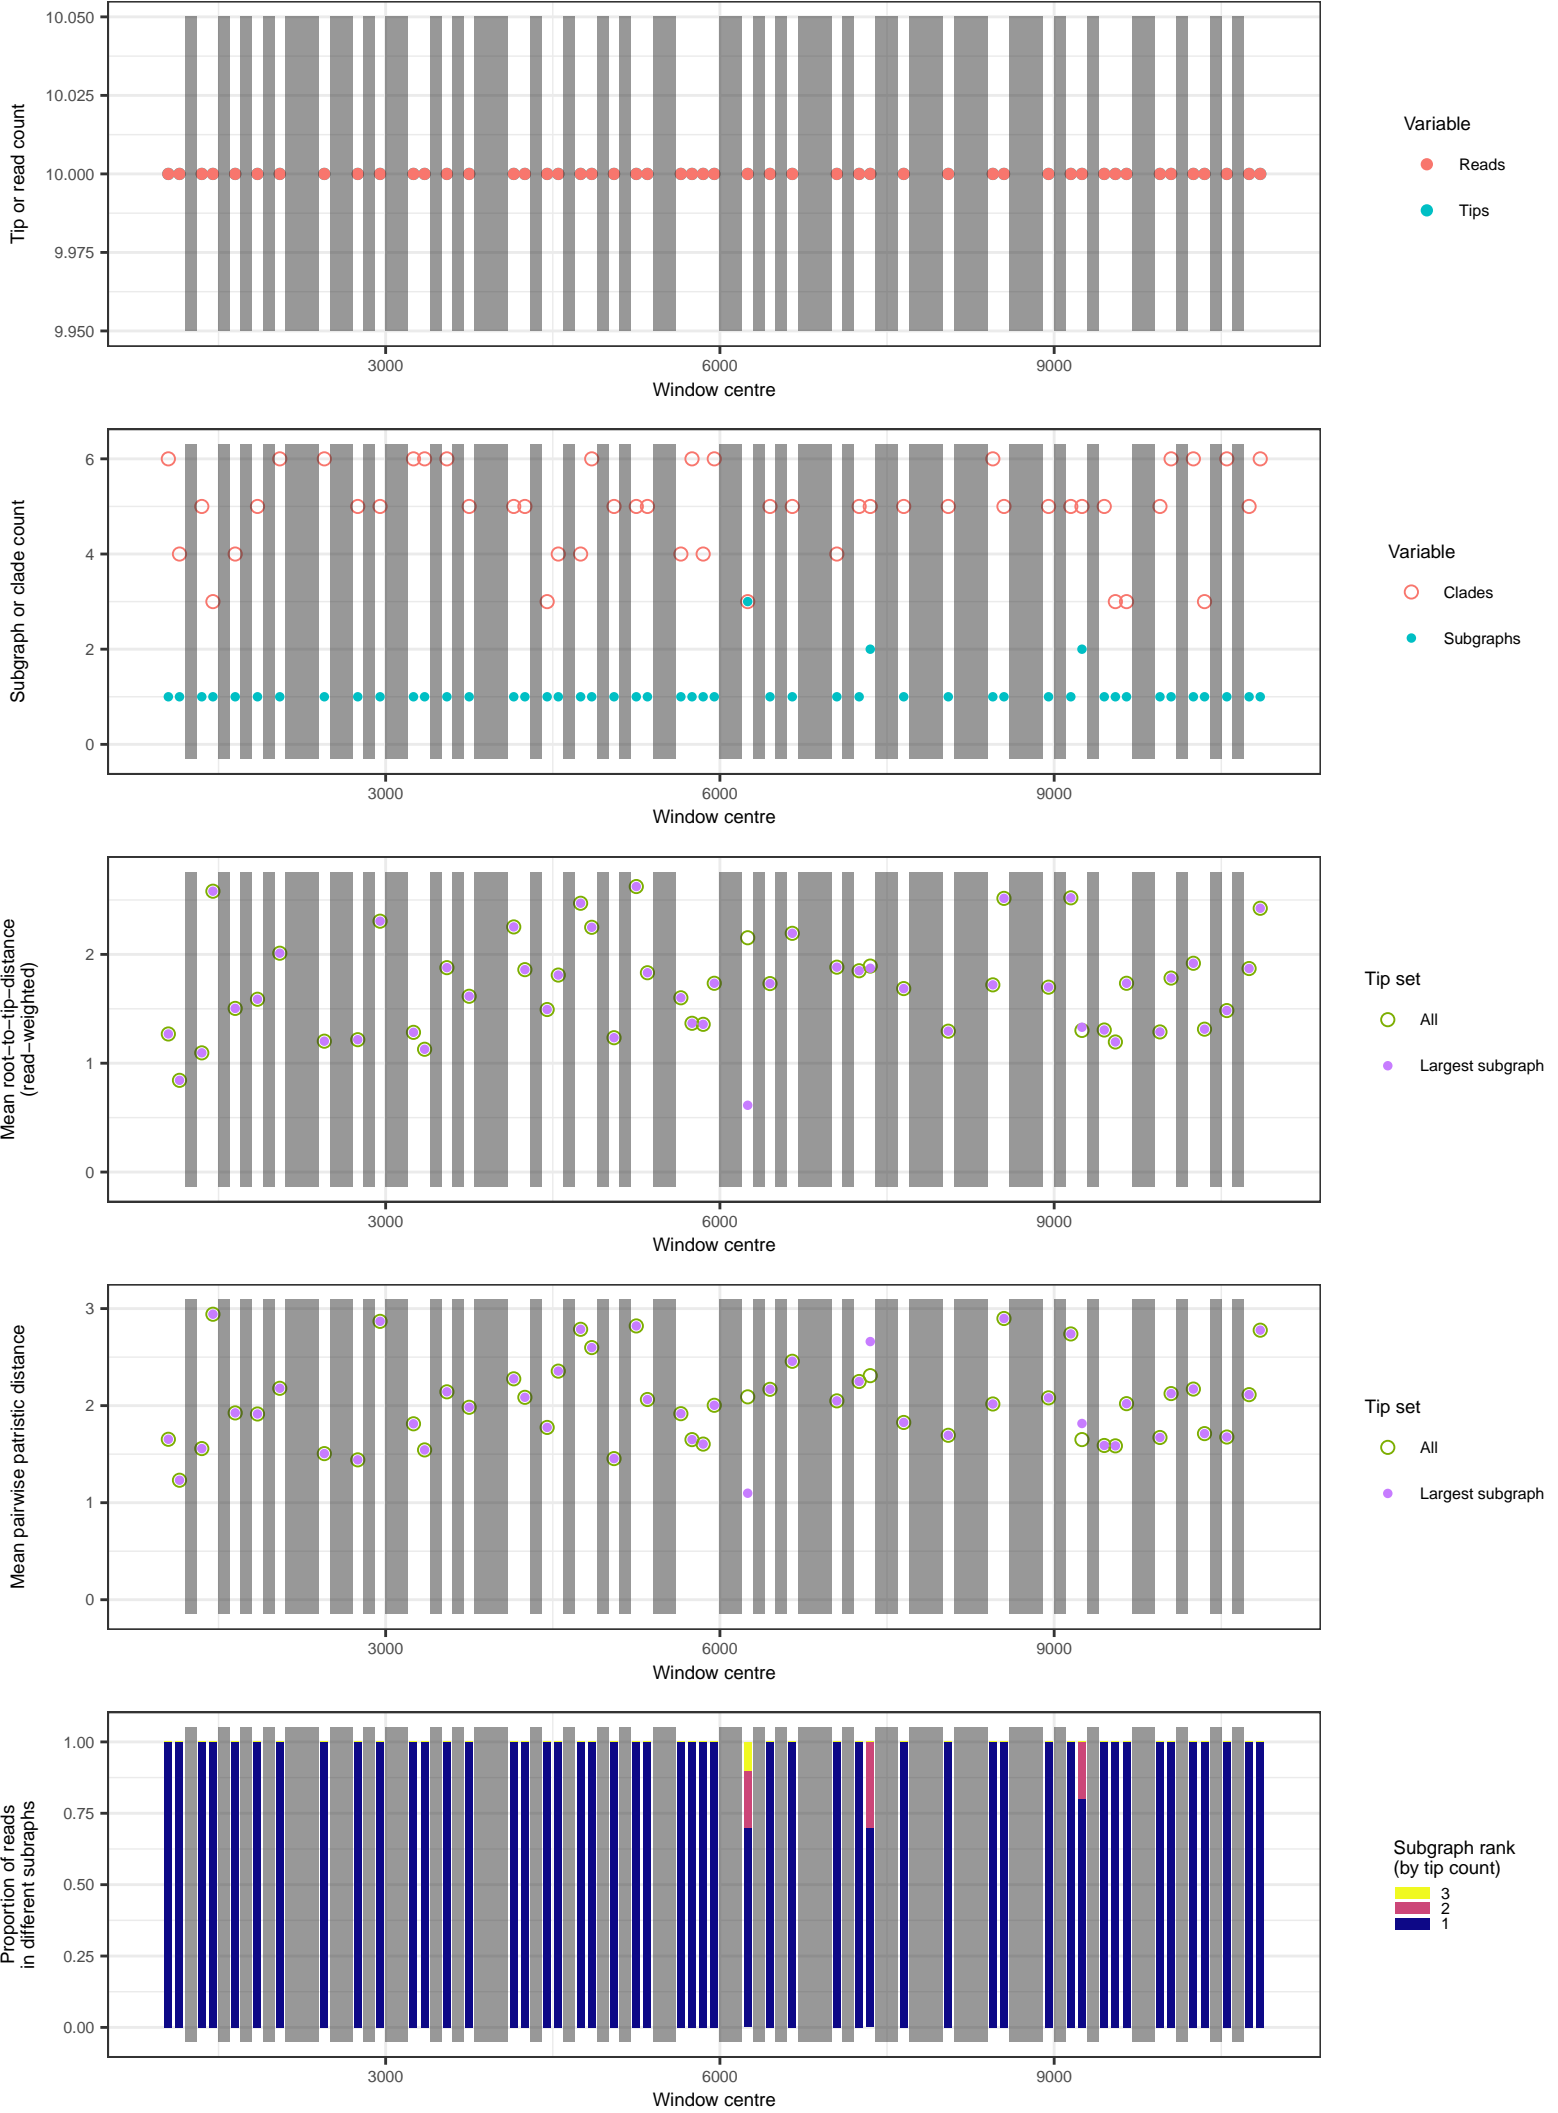 10.050
10.025
10.000
9.975
9.950
Tip or read count
3000
6000
9000
Window centre
Variable
Reads
Tips
6
4
2
0
Subgraph or clade count
3000
6000
9000
Window centre
Variable
Clades
Subgraphs
2
1
0
Mean root−to−tip−distance
(read−weighted)
3000
6000
9000
Window centre
Tip set
All
Largest subgraph
3
2
1
0
Mean pairwise patristic distance
3000
6000
9000
Window centre
Tip set
All
Largest subgraph
1.00
0.75
0.50
0.25
0.00
Proportion of reads
in different subraphs
3000
6000
9000
Window centre
Subgraph rank
(by tip count)
3
2
1